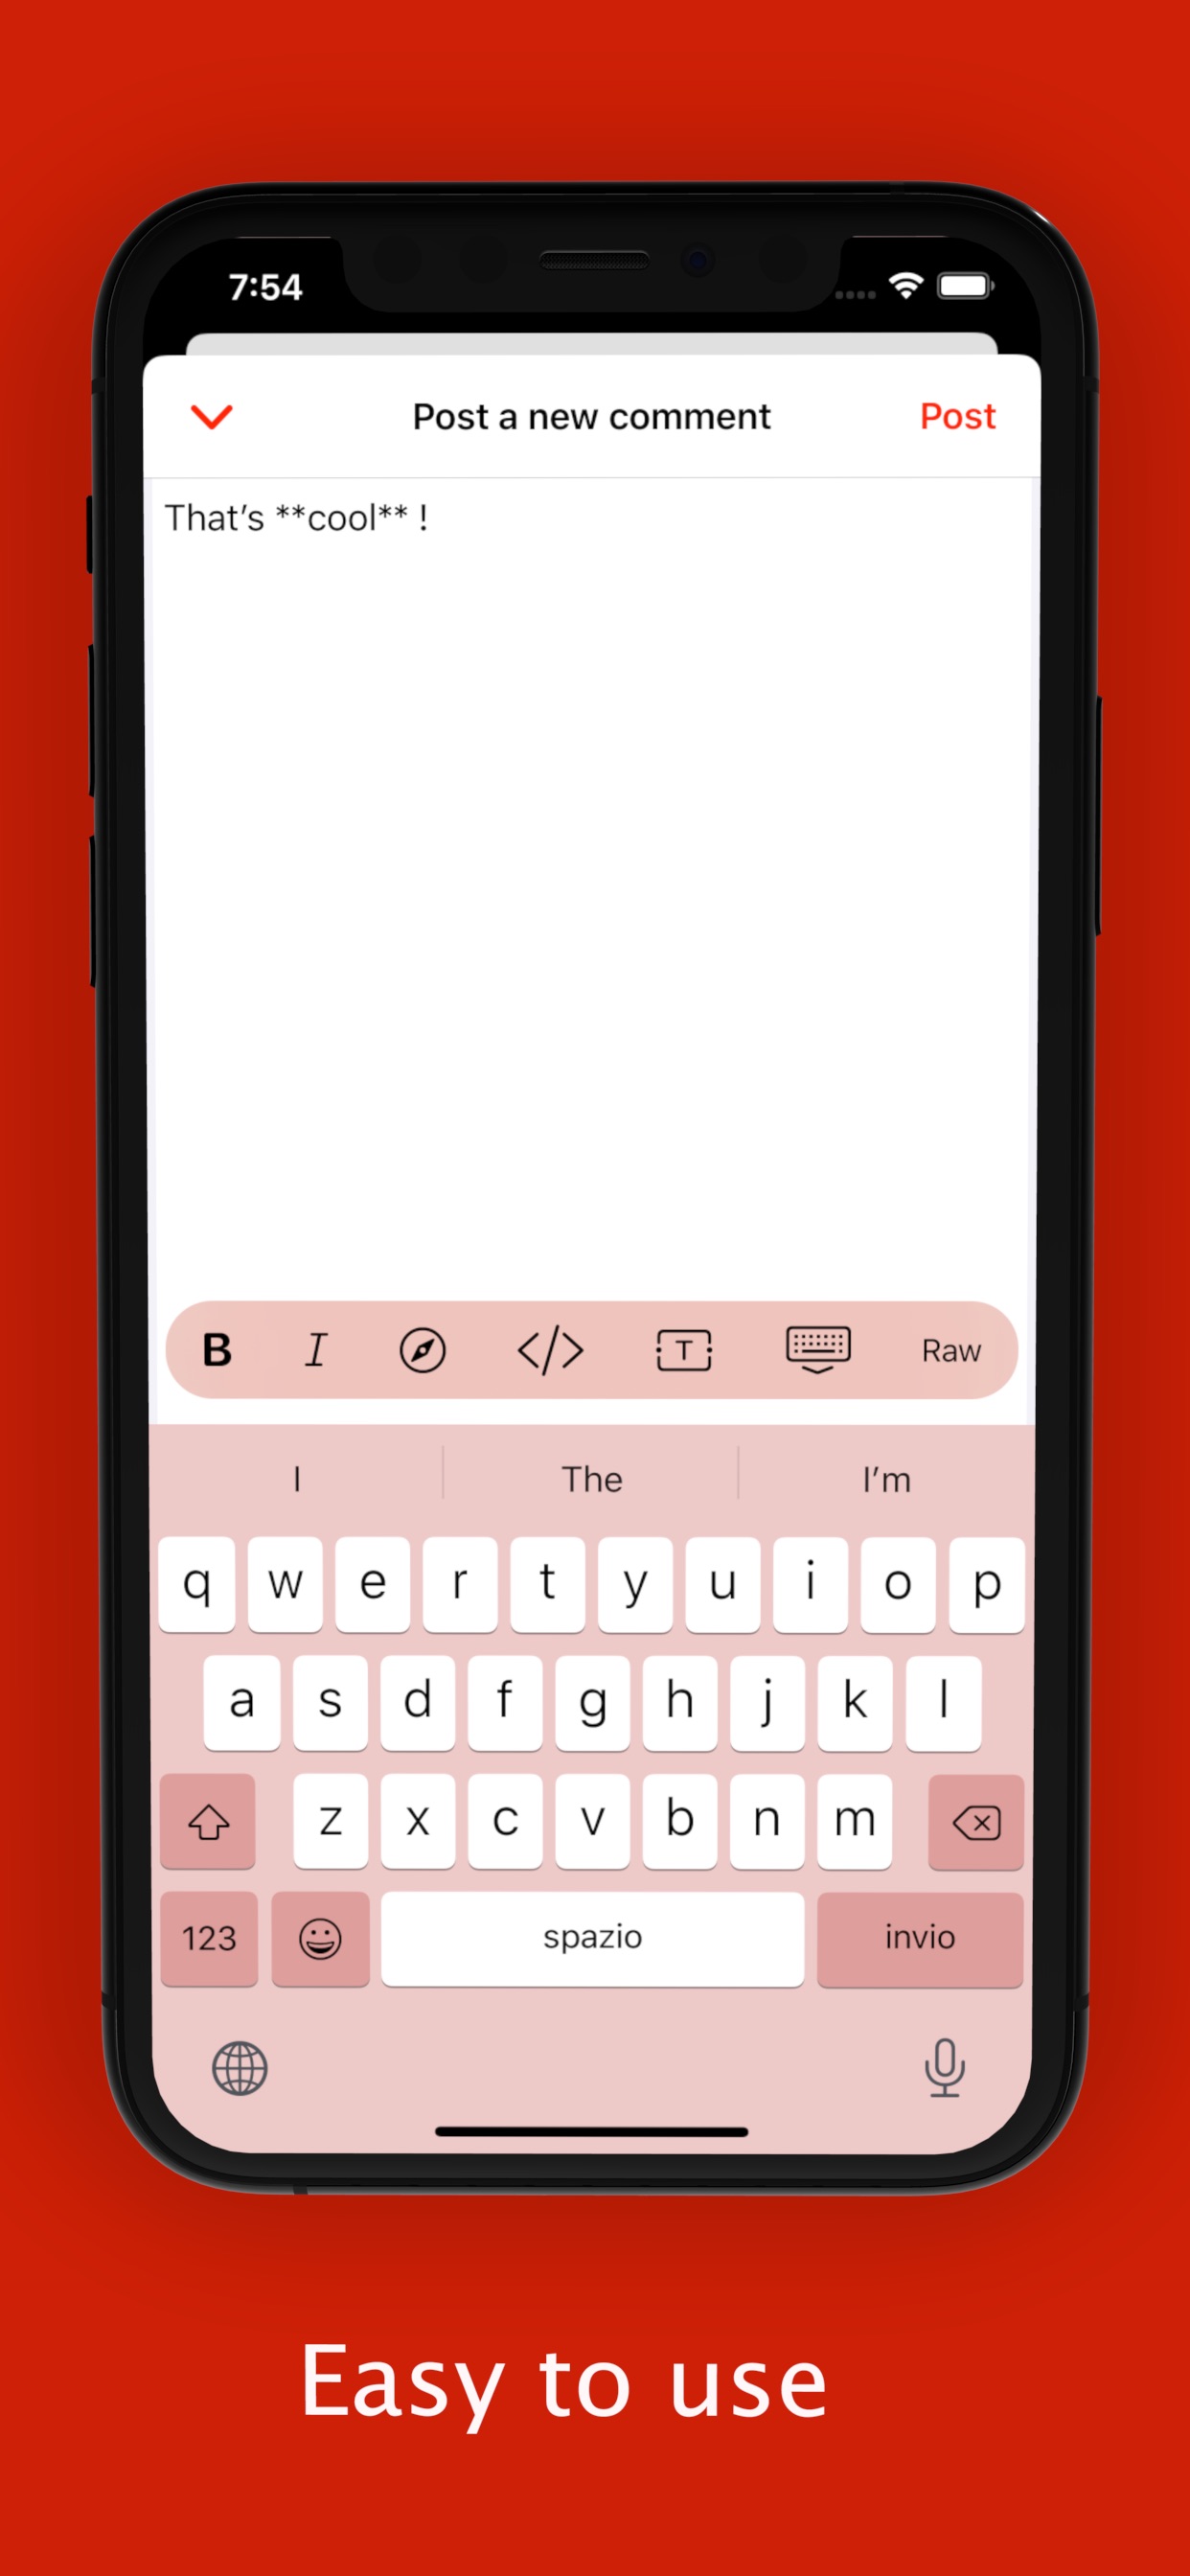 7:54
Post a new comment Post
That’s **cool** !
B I </> T Raw
I The I’m
q w e r t y u i o p
a s d f g h j k l
z x c v b n m
123 spazio invio
Easy to use